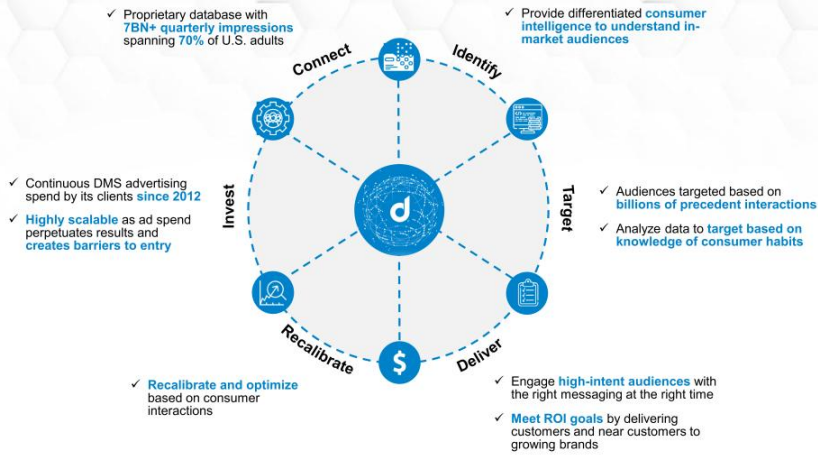 ✓ Proprietary database with
7BN+ quarterly impressions
spanning 70% of U.S. adults
✓ Provide differentiated consumer
intelligence to understand in-
market audiences
Connect
Identify
✓ Continuous DMS advertising
spend by its clients since 2012
✓ Highly scalable as ad spend
perpetuates results and
creates barriers to entry
Invest
d
Target
✓ Audiences targeted based on
billions of precedent interactions
✓ Analyze data to target based on
knowledge of consumer habits
Recalibrate
$
Deliver
✓ Recalibrate and optimize
based on consumer
interactions
✓ Engage high-intent audiences with
the right messaging at the right time
✓ Meet ROI goals by delivering
customers and near customers to
growing brands